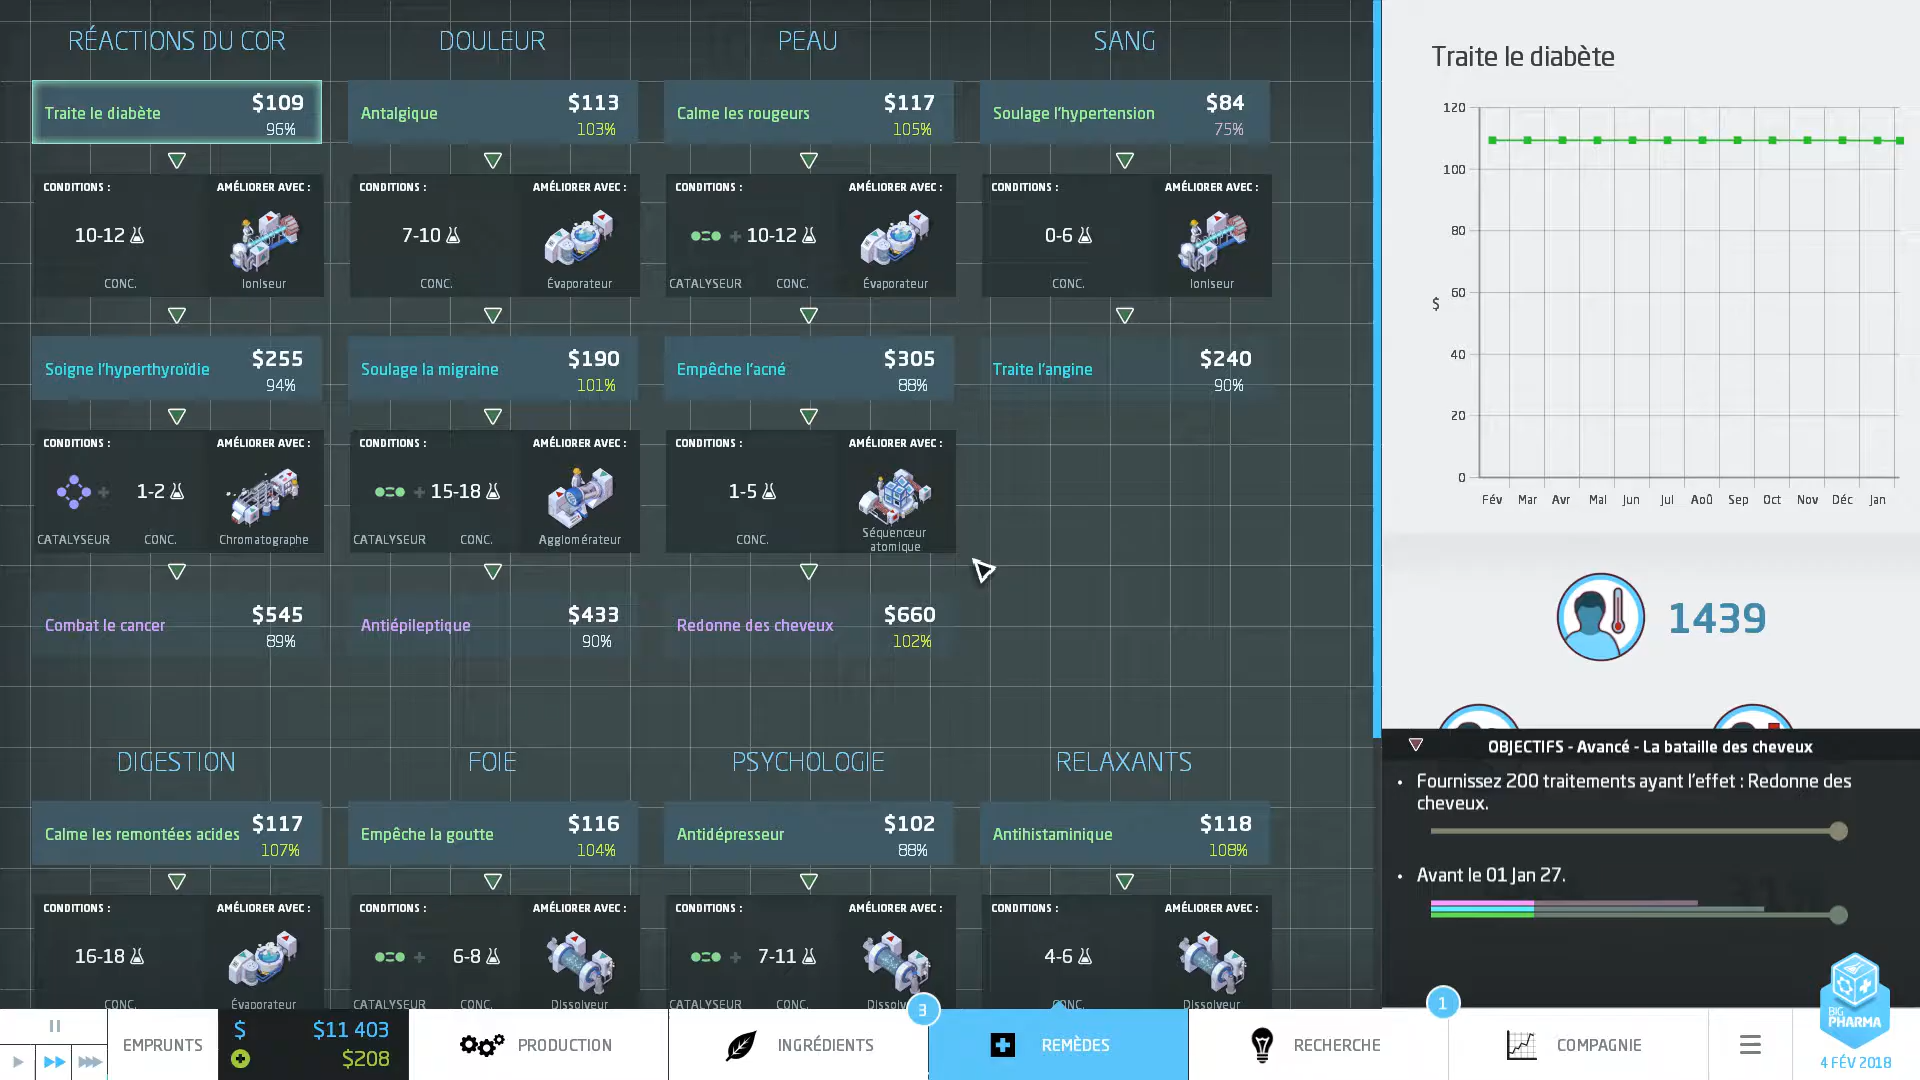 RÉACTIONS DU COR
DOULEUR
PEAU
SANG
Traite le diabète
$109
96%
Antalgique
$113
103%
Calme les rougeurs
$117
105%
Soulage l'hypertension
$84
75%
CONDITIONS :
AMÉLIORER AVEC :
10-12
CONC.
Ioniseur
CONDITIONS :
AMÉLIORER AVEC :
7-10
CONC.
Évaporateur
CONDITIONS :
AMÉLIORER AVEC :
+ 10-12
CATALYSEUR
CONC.
Évaporateur
CONDITIONS :
AMÉLIORER AVEC :
0-6
CONC.
Ioniseur
Soigne l'hyperthyroïdie
$255
94%
Soulage la migraine
$190
101%
Empêche l'acné
$305
88%
Traite l'angine
$240
90%
CONDITIONS :
AMÉLIORER AVEC :
+ 1-2
CATALYSEUR
CONC.
Chromatographe
CONDITIONS :
AMÉLIORER AVEC :
+ 15-18
CATALYSEUR
CONC.
Agglomérateur
CONDITIONS :
AMÉLIORER AVEC :
1-5
CONC.
Séquenceur
atomique
Combat le cancer
$545
89%
Antiépileptique
$433
90%
Redonne des cheveux
$660
102%
DIGESTION
FOIE
PSYCHOLOGIE
RELAXANTS
Calme les remontées acides
$117
107%
Empêche la goutte
$116
104%
Antidépresseur
$102
88%
Antihistaminique
$118
108%
CONDITIONS :
AMÉLIORER AVEC :
16-18
CONC.
Évaporateur
CONDITIONS :
AMÉLIORER AVEC :
+ 6-8
CATALYSEUR
CONC.
Dissolveur
CONDITIONS :
AMÉLIORER AVEC :
+ 7-11
CATALYSEUR
CONC.
CONDITIONS :
AMÉLIORER AVEC :
4-6
CONC.
Dissolveur
Traite le diabète
120
100
80
60
40
20
0
$
Fév Mar Avr Mai Jun Jul Aoû Sep Oct Nov Déc Jan
1439
OBJECTIFS - Avancé - La bataille des cheveux
• Fournissez 200 traitements ayant l'effet : Redonne des
cheveux.
• Avant le 01 Jan 27.
EMPRUNTS
$ $11 403
$208
PRODUCTION
INGRÉDIENTS
3
REMÈDES
RECHERCHE
1
COMPAGNIE
BIG
PHARMA
4 FÉV 2018